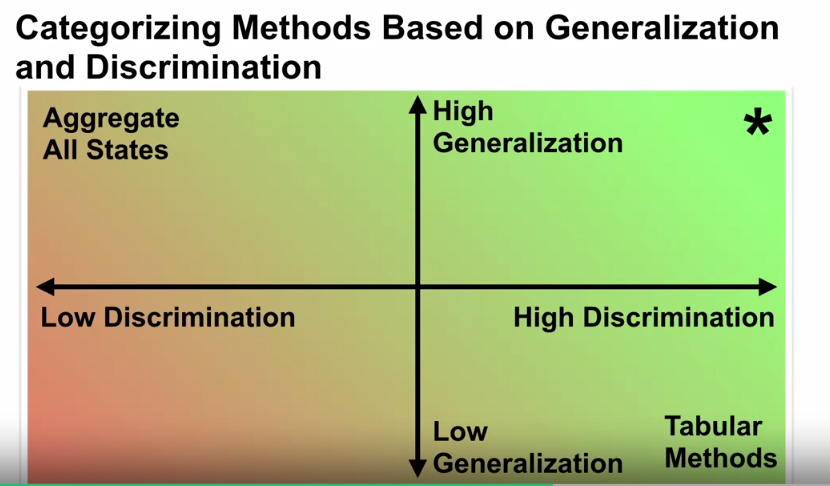 Categorizing Methods Based on Generalization
and Discrimination
Aggregate
All States
High
Generalization
*
Low Discrimination
High Discrimination
Low
Generalization
Tabular
Methods